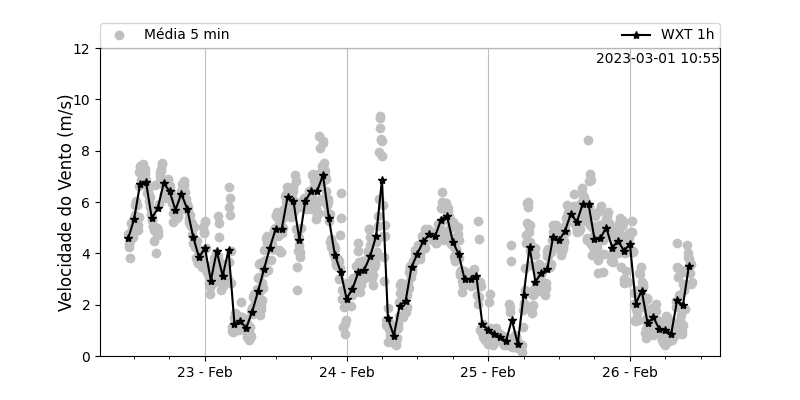 Média 5 min
WXT 1h
2023-03-01 10:55
Velocidade do Vento (m/s)
12
10
8
6
4
2
0
23 - Feb
24 - Feb
25 - Feb
26 - Feb